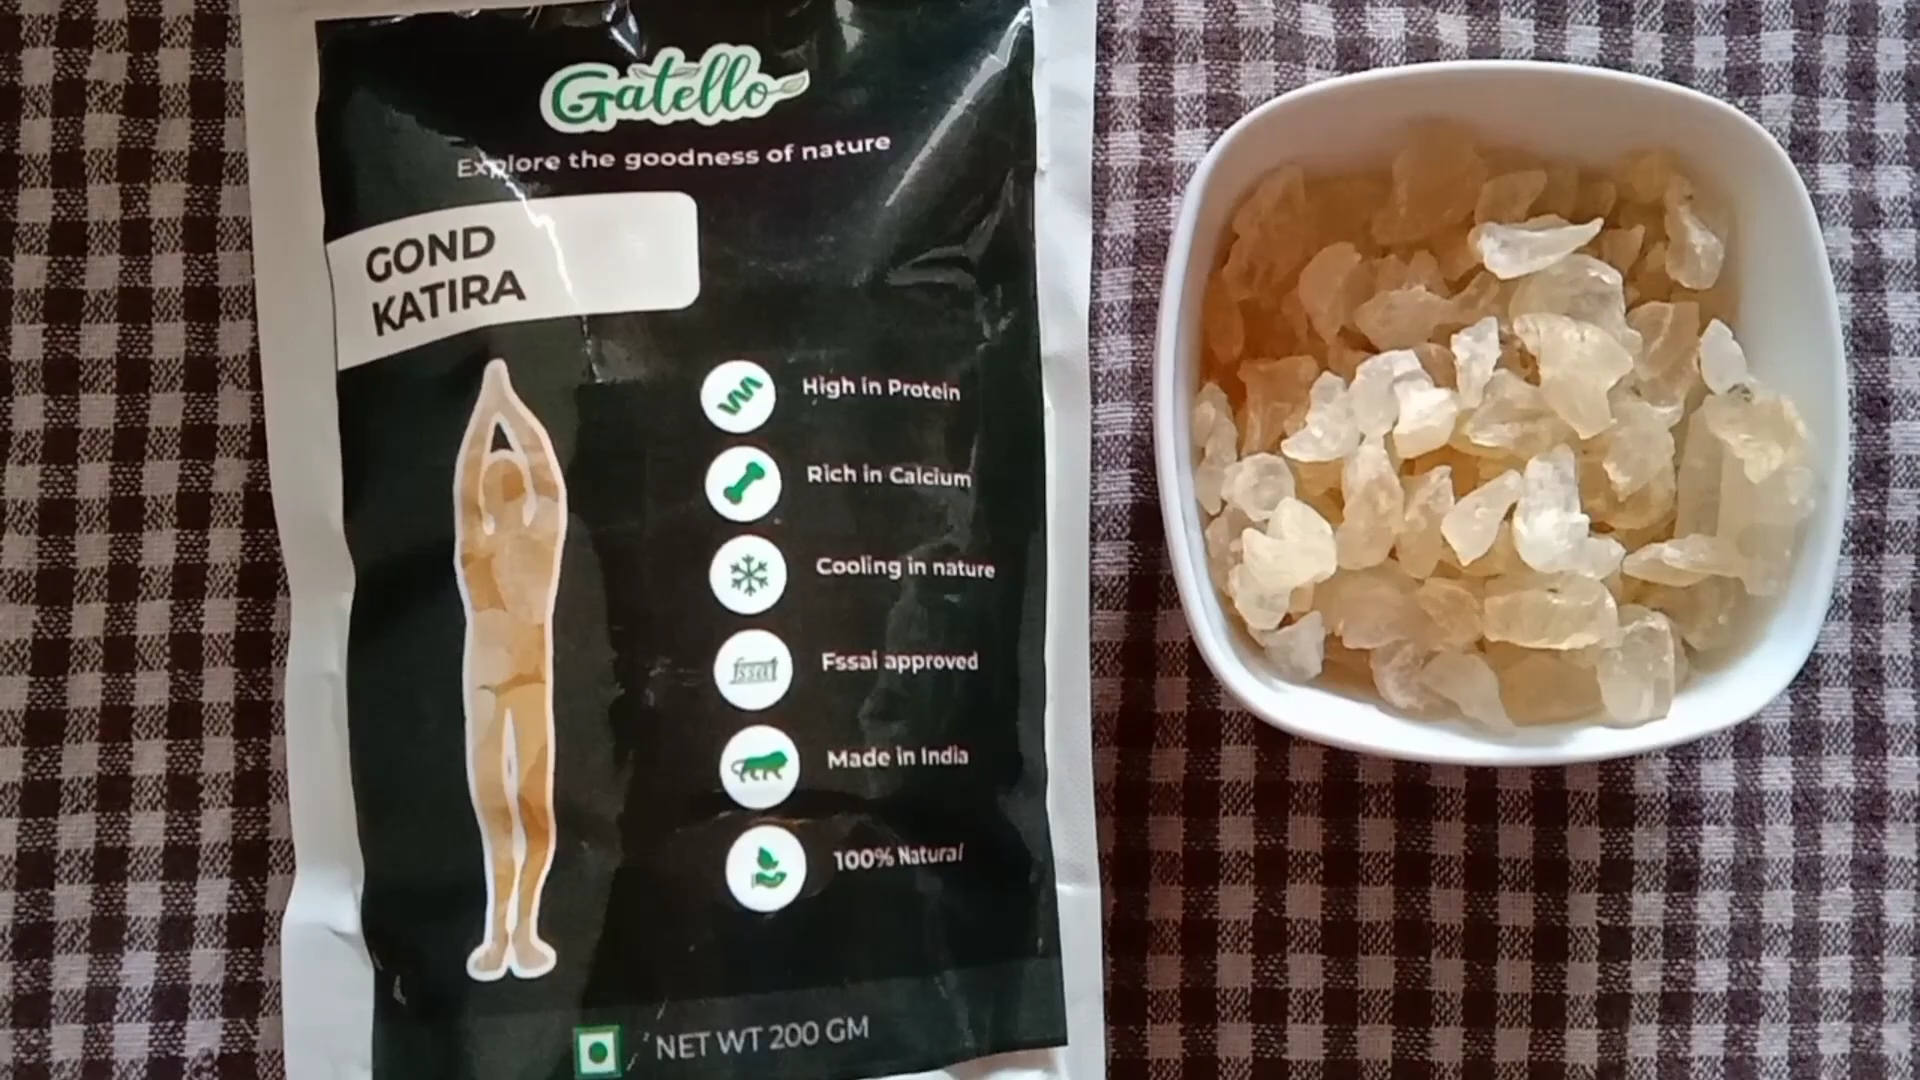 Gatello
Explore the goodness of nature
GOND
KATIRA
High in Protein
Rich in Calcium
Cooling in nature
fssai
Fssai approved
Made in India
100% Natural
NET WT 200 GM